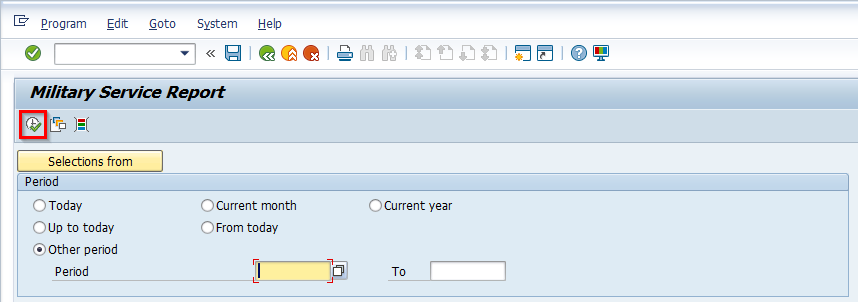 Program Edit Goto System Help
Military Service Report
Selections from
Period
Today Current month Current year
Up to today From today
Other period
Period To